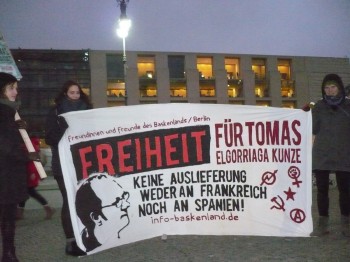 Freundinnen und Freunde des Baskenlands / Berlin
FREIHEIT FÜR TOMAS
ELGORRIAGA KUNZE
KEINE AUSLIEFERUNG
WEDER AN FRANKREICH
NOCH AN SPANIEN!
info-baskenland.de